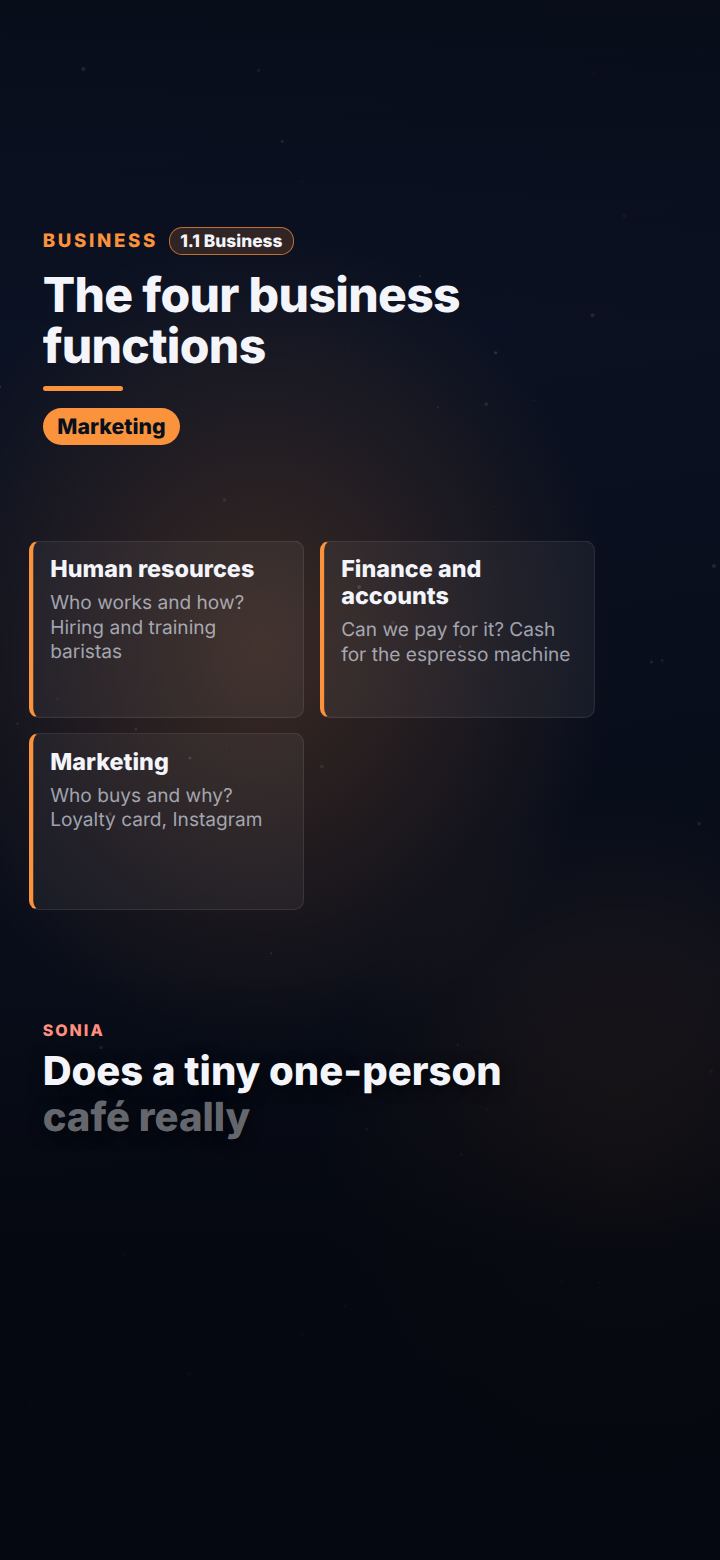 BUSINESS 1.1 Business
The four business
functions
Marketing
Human resources
Who works and how?
Hiring and training
baristas
Finance and
accounts
Can we pay for it? Cash
for the espresso machine
Marketing
Who buys and why?
Loyalty card, Instagram
SONIA
Does a tiny one-person
café really